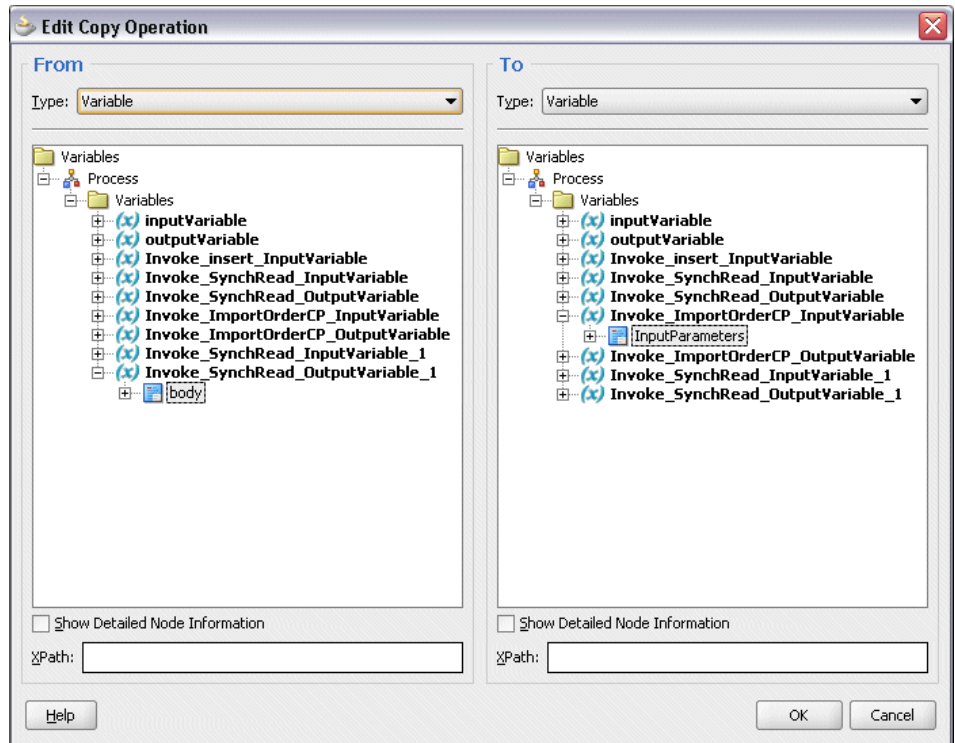 Edit Copy Operation
From
Type: Variable
Variables
Process
Variables
(x) inputVariable
(x) outputVariable
(x) Invoke_insert_InputVariable
(x) Invoke_SynchRead_InputVariable
(x) Invoke_SynchRead_OutputVariable
(x) Invoke_ImportOrderCP_InputVariable
(x) Invoke_ImportOrderCP_OutputVariable
(x) Invoke_SynchRead_InputVariable_1
(x) Invoke_SynchRead_OutputVariable_1
body
Show Detailed Node Information
XPath:
To
Type: Variable
Variables
Process
Variables
(x) inputVariable
(x) outputVariable
(x) Invoke_insert_InputVariable
(x) Invoke_SynchRead_InputVariable
(x) Invoke_SynchRead_OutputVariable
(x) Invoke_ImportOrderCP_InputVariable
InputParameters
(x) Invoke_ImportOrderCP_OutputVariable
(x) Invoke_SynchRead_InputVariable_1
(x) Invoke_SynchRead_OutputVariable_1
Show Detailed Node Information
XPath:
Help
OK
Cancel